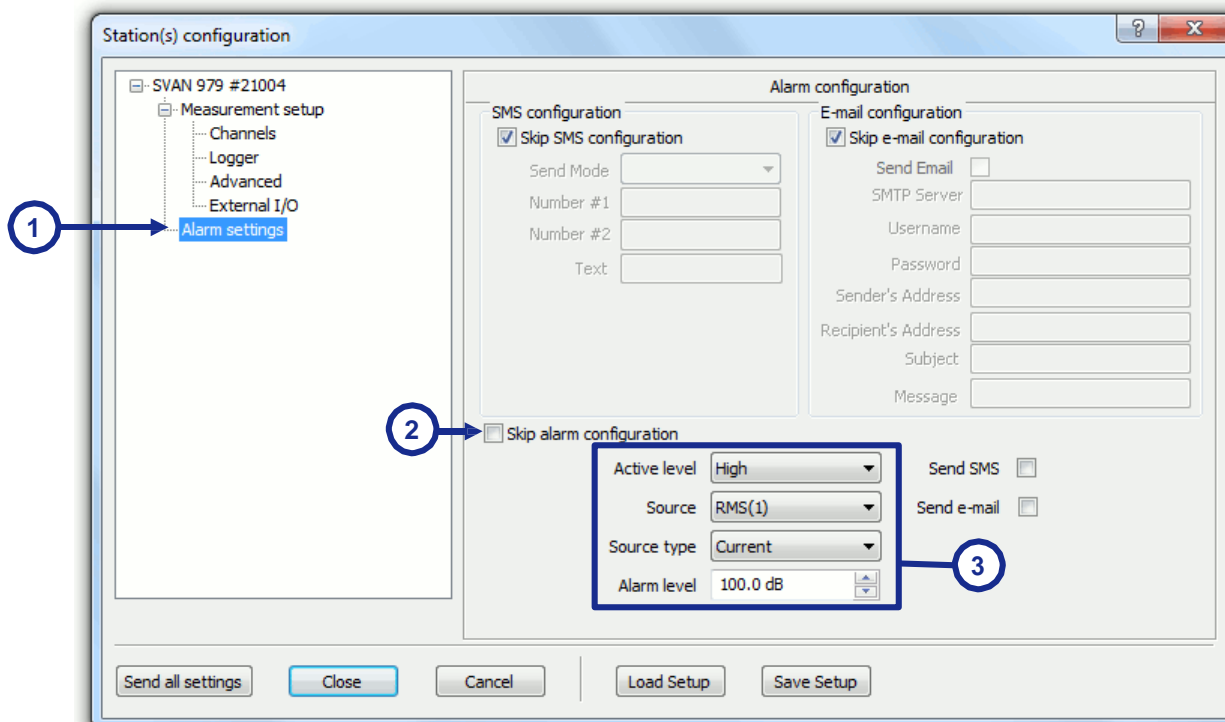 Station(s) configuration
?
X
SVAN 979 #21004
Measurement setup
Channels
Logger
Advanced
External I/O
1
Alarm settings
Alarm configuration
SMS configuration
Skip SMS configuration
Send Mode
Number #1
Number #2
Text
E-mail configuration
Skip e-mail configuration
Send Email
SMTP Server
Username
Password
Sender's Address
Recipient's Address
Subject
Message
2
Skip alarm configuration
Active level High
Source RMS(1)
Source type Current
Alarm level 100.0 dB
Send SMS
Send e-mail
3
Send all settings
Close
Cancel
Load Setup
Save Setup